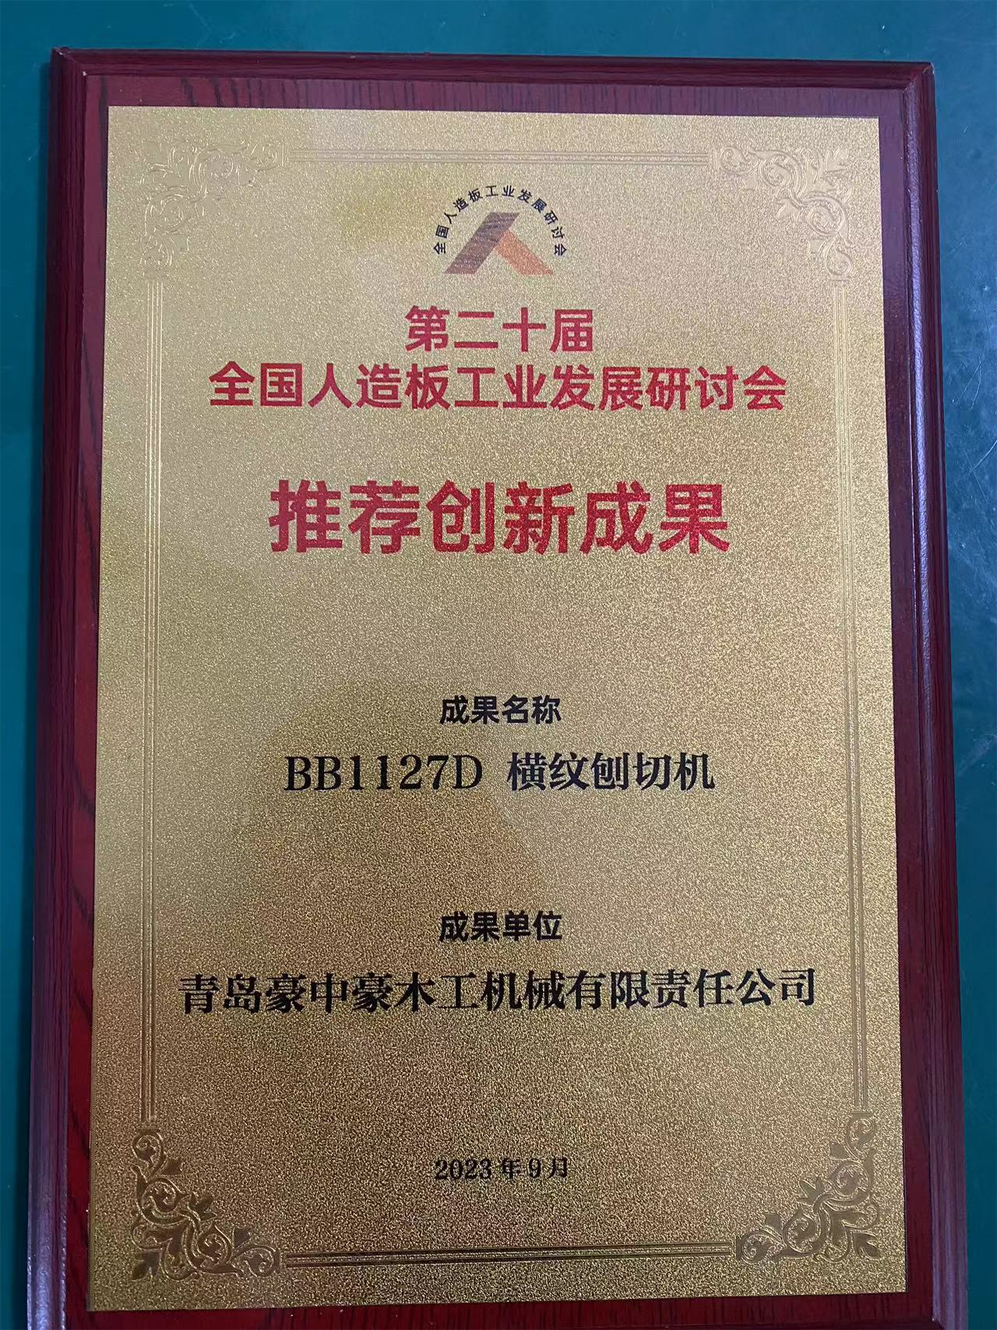 全国人造板工业发展研讨会
第二十届
全国人造板工业发展研讨会
推荐创新成果
成果名称
BB1127D 横纹刨切机
成果单位
青岛豪中豪木工机械有限责任公司
2023年9月